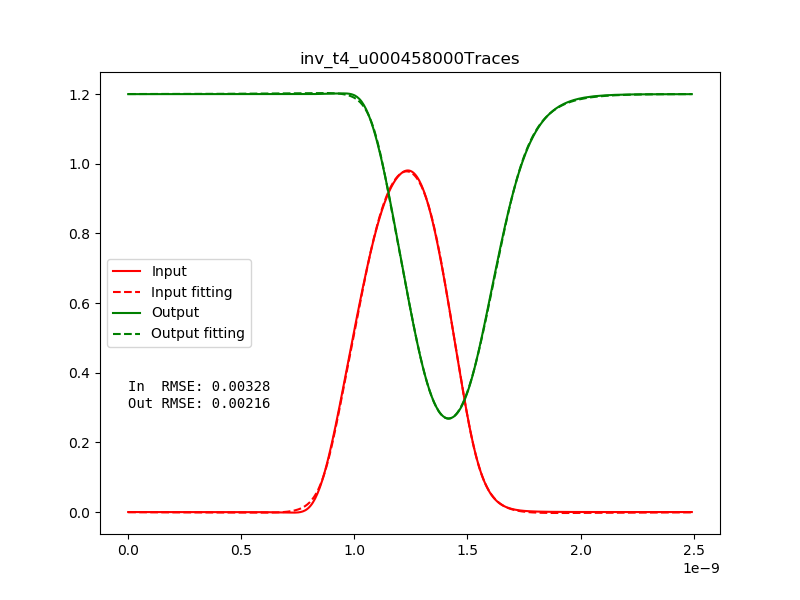 inv_t4_u000458000Traces
1.2
1.0
0.8
0.6
0.4
0.2
0.0
Input
Input fitting
Output
Output fitting
In  RMSE: 0.00328
Out RMSE: 0.00216
0.0 0.5 1.0 1.5 2.0 2.5
1e−9